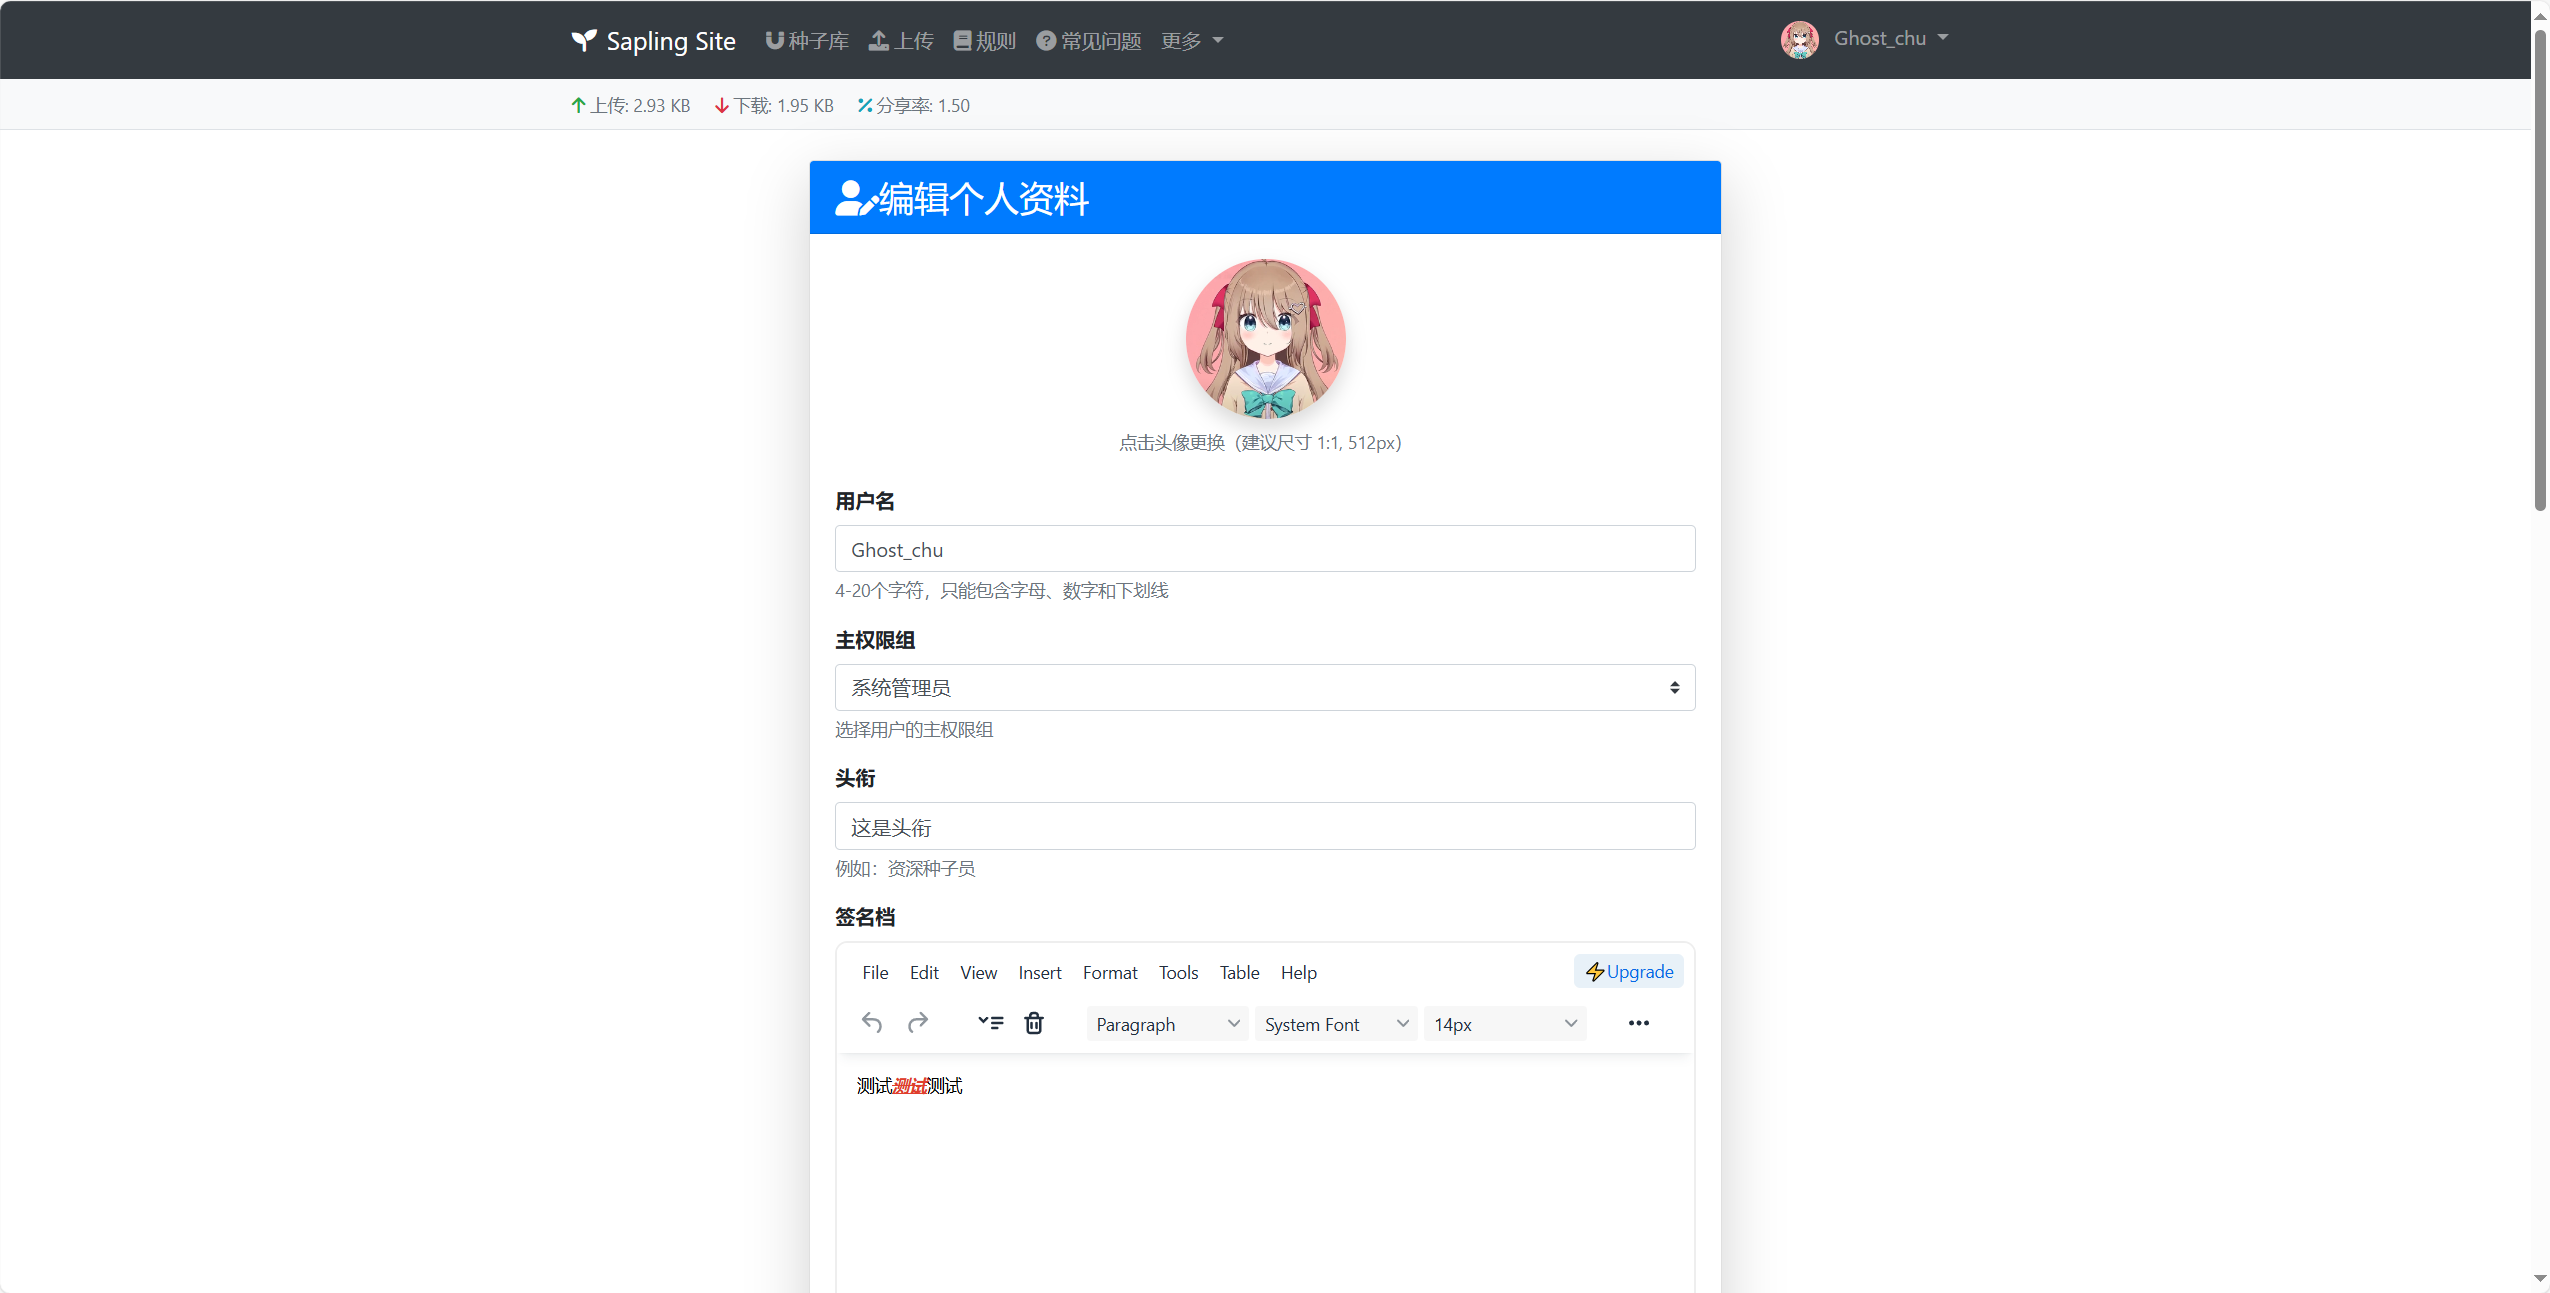 Sapling Site 种子库 上传 规则 常见问题 更多 Ghost_chu
上传: 2.93 KB 下载: 1.95 KB 分享率: 1.50
编辑个人资料
点击头像更换（建议尺寸 1:1, 512px）
用户名
Ghost_chu
4-20个字符，只能包含字母、数字和下划线
主权限组
系统管理员
选择用户的主权限组
头衔
这是头衔
例如：资深种子员
签名档
File Edit View Insert Format Tools Table Help ⚡Upgrade
Paragraph System Font 14px
测试测试测试